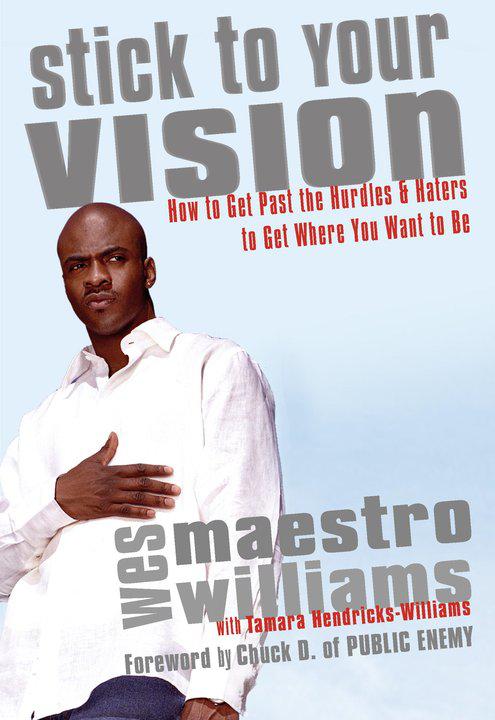 stick to your
vision
How to Get Past the Hurdles & Haters
to Get Where You Want to Be
wes
maestro
williams
with Tamara Hendricks-Williams
Foreword by Chuck D. of PUBLIC ENEMY